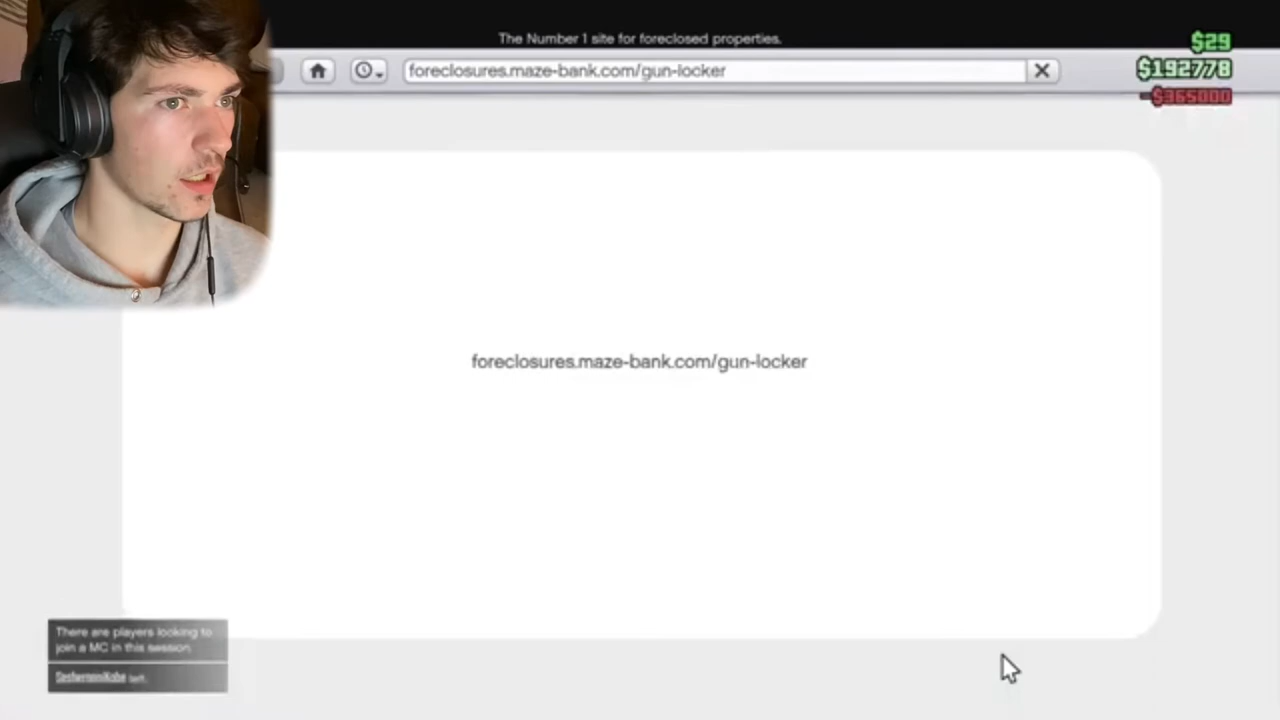 The Number 1 site for foreclosed properties.
$29
foreclosures.maze-bank.com/gun-locker
$192778
-$365000
foreclosures.maze-bank.com/gun-locker
There are players looking to
join a MC in this session.
left.